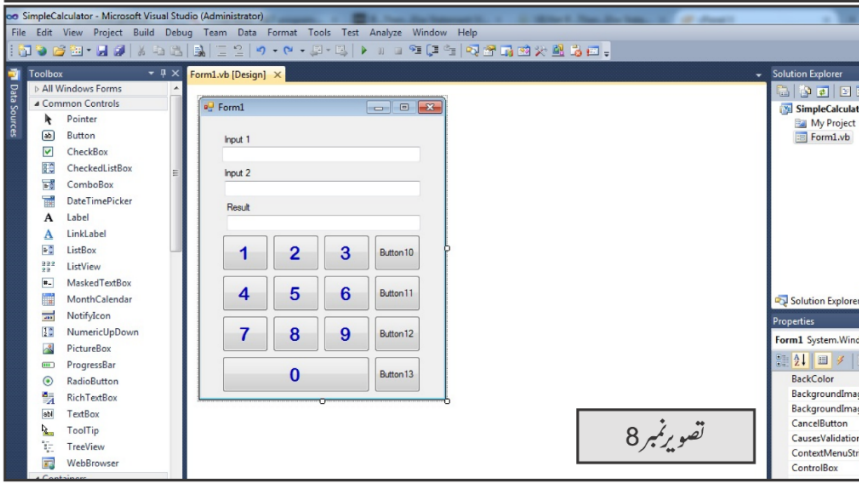 SimpleCalculator - Microsoft Visual Studio (Administrator)
File Edit View Project Build Debug Team Data Format Tools Test Analyze Window Help
Data Sources
Toolbox
All Windows Forms
Common Controls
Pointer
Button
CheckBox
CheckedListBox
ComboBox
DateTimePicker
Label
LinkLabel
ListBox
ListView
MaskedTextBox
MonthCalendar
NotifyIcon
NumericUpDown
PictureBox
ProgressBar
RadioButton
RichTextBox
TextBox
ToolTip
TreeView
WebBrowser
Containers
Form1.vb [Design]
Form1
Input 1
Input 2
Result
1 2 3 Button10
4 5 6 Button11
7 8 9 Button12
0 Button13
تصویر نمبر 8
Solution Explorer
SimpleCalculat
My Project
Form1.vb
Solution Explorer
Properties
Form1 System.Wind
BackColor
BackgroundImag
BackgroundImag
CancelButton
CausesValidation
ContextMenuStr
ControlBox